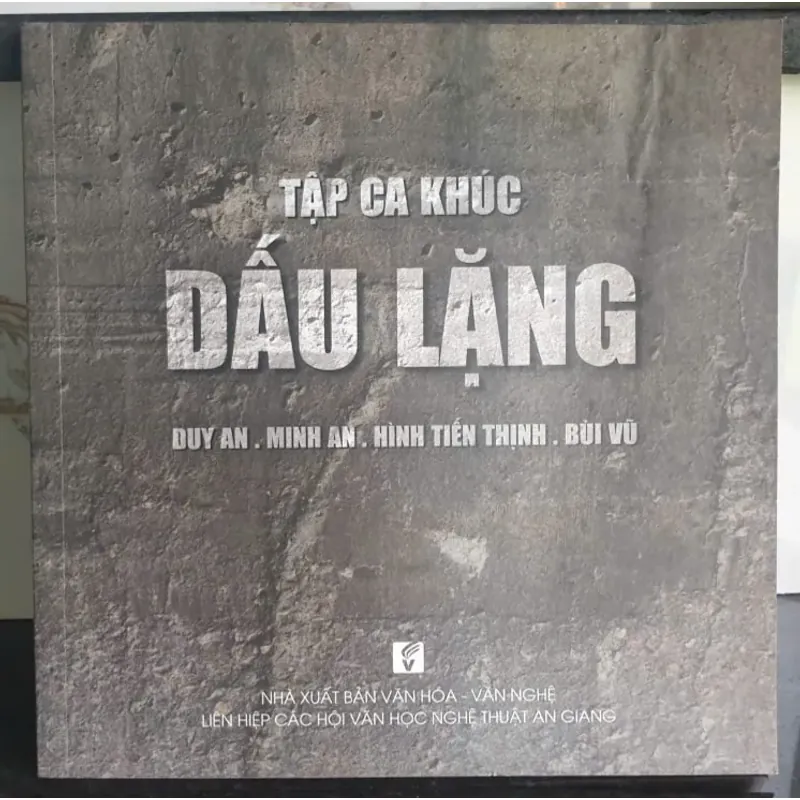 TẬP CA KHÚC
DẤU LẶNG
DUY AN . MINH AN . HÌNH TIẾN THỊNH . BÙI VŨ
NHÀ XUẤT BẢN VĂN HÓA - VĂN NGHỆ
LIÊN HIỆP CÁC HỘI VĂN HỌC NGHỆ THUẬT AN GIANG